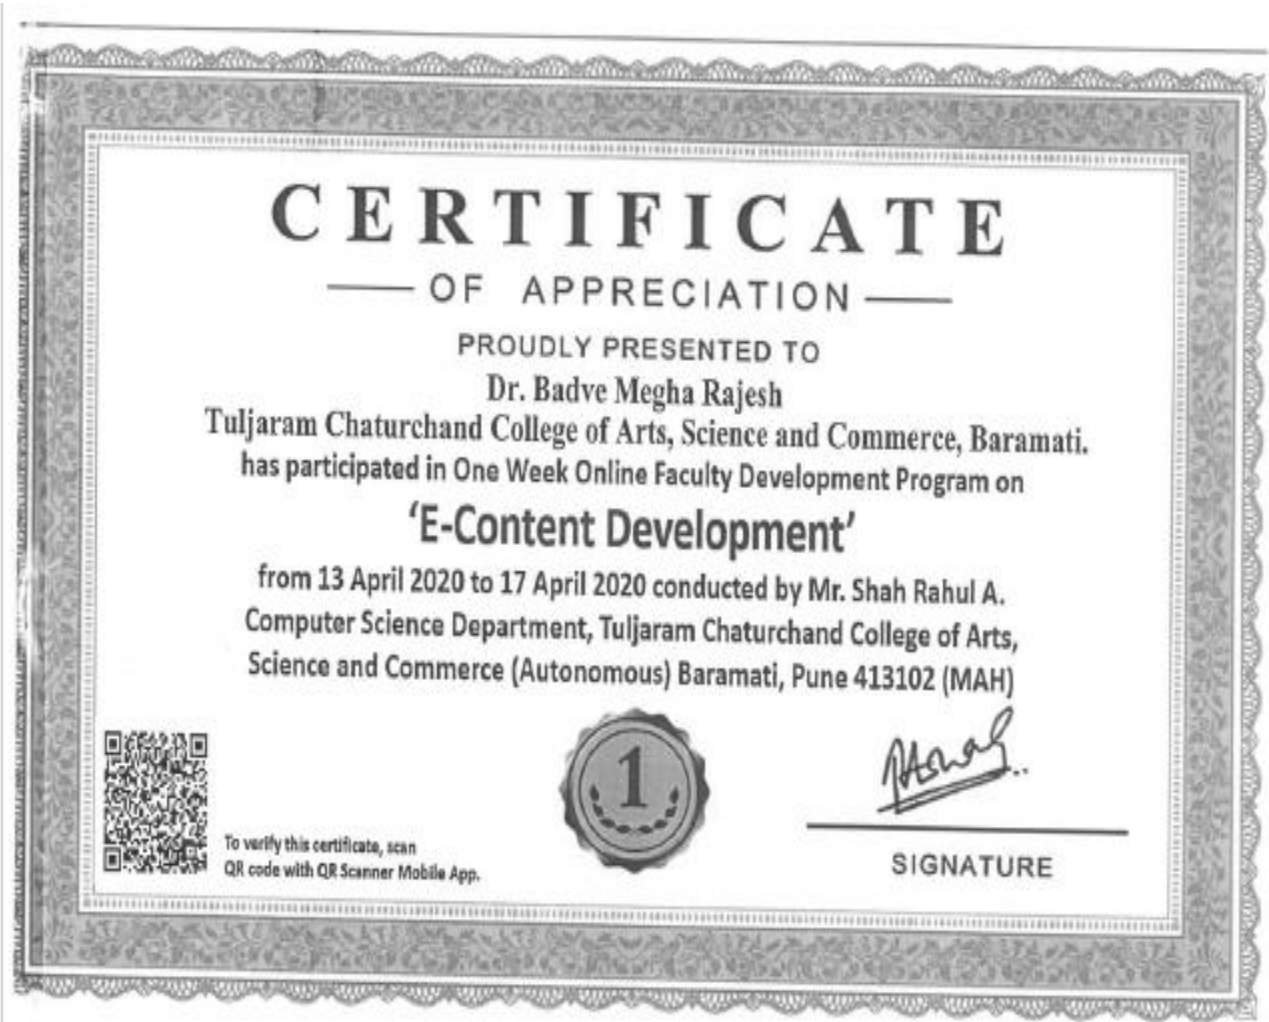 CERTIFICATE
OF APPRECIATION
PROUDLY PRESENTED TO
Dr. Badve Megha Rajesh
Tuljaram Chaturchand College of Arts, Science and Commerce, Baramati.
has participated in One Week Online Faculty Development Program on
‘E-Content Development’
from 13 April 2020 to 17 April 2020 conducted by Mr. Shah Rahul A.
Computer Science Department, Tuljaram Chaturchand College of Arts,
Science and Commerce (Autonomous) Baramati, Pune 413102 (MAH)
1
To verify this certificate, scan
QR code with QR Scanner Mobile App.
SIGNATURE